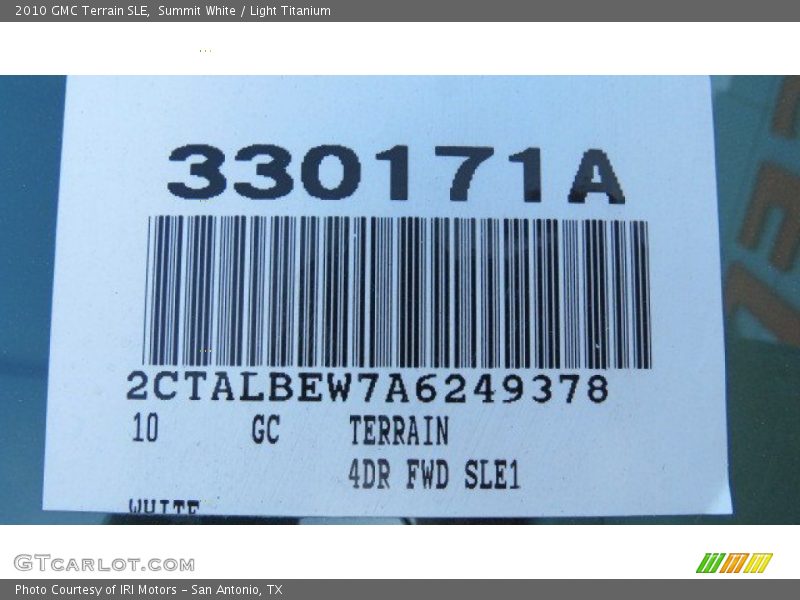 2010 GMC Terrain SLE,  Summit White / Light Titanium
330171A
2CTALBEW7A6249378
10 GC TERRAIN
4DR FWD SLE1
WHITE
GTCARLOT.COM
Photo Courtesy of IRI Motors - San Antonio, TX